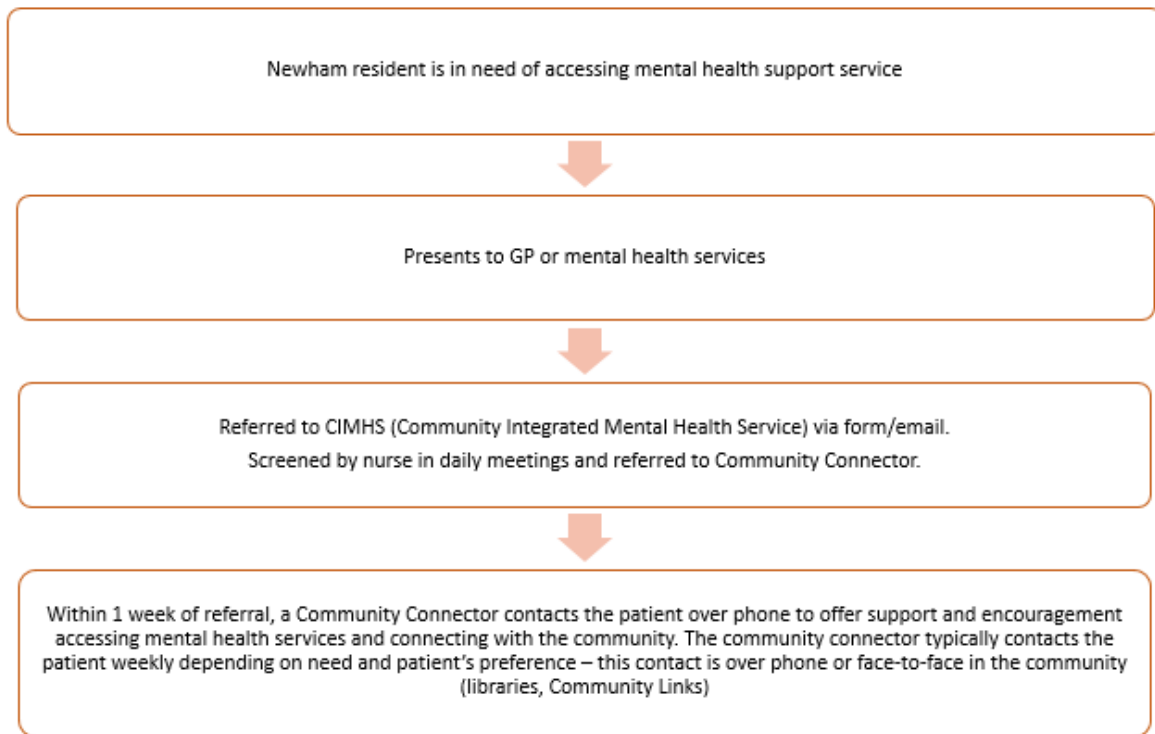 Newham resident is in need of accessing mental health support service
Presents to GP or mental health services
Referred to CIMHS (Community Integrated Mental Health Service) via form/email.
Screened by nurse in daily meetings and referred to Community Connector.
Within 1 week of referral, a Community Connector contacts the patient over phone to offer support and encouragement
accessing mental health services and connecting with the community. The community connector typically contacts the
patient weekly depending on need and patient's preference – this contact is over phone or face-to-face in the community
(libraries, Community Links)